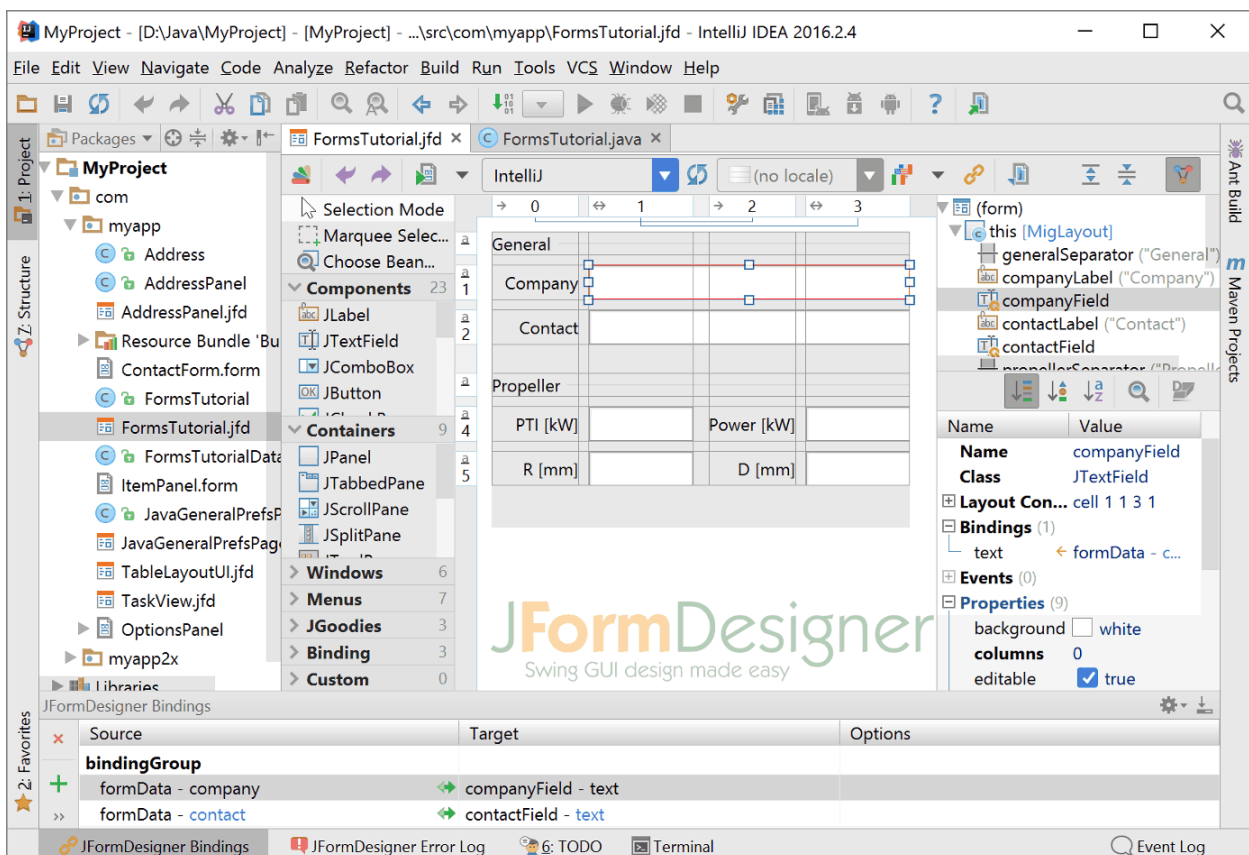 MyProject - [D:\Java\MyProject] - [MyProject] - ...\src\com\myapp\FormsTutorial.jfd - IntelliJ IDEA 2016.2.4
File Edit View Navigate Code Analyze Refactor Build Run Tools VCS Window Help
1: Project
Z: Structure
2: Favorites
Packages
MyProject
com
myapp
Address
AddressPanel
AddressPanel.jfd
Resource Bundle 'Bu
ContactForm.form
FormsTutorial
FormsTutorial.jfd
FormsTutorialData
ItemPanel.form
JavaGeneralPrefsP
JavaGeneralPrefsPag
TableLayoutUI.jfd
TaskView.jfd
OptionsPanel
myapp2x
Libraries
FormsTutorial.jfd FormsTutorial.java
IntelliJ (no locale)
Selection Mode
Marquee Selec...
Choose Bean...
Components 23
JLabel
JTextField
JComboBox
JButton
Containers 9
JPanel
JTabbedPane
JScrollPane
JSplitPane
Windows 6
Menus 7
JGoodies 3
Binding 3
Custom 0
0 1 2 3
General
1 Company
2 Contact
Propeller
4 PTI [kW] Power [kW]
5 R [mm] D [mm]
JFormDesigner
Swing GUI design made easy
(form)
this [MigLayout]
generalSeparator ("General")
companyLabel ("Company")
companyField
contactLabel ("Contact")
contactField
propellerSeparator ("Propelle
Name Value
Name companyField
Class JTextField
Layout Con... cell 1 1 3 1
Bindings (1)
text formData - c...
Events (0)
Properties (9)
background white
columns 0
editable true
Ant Build
m Maven Projects
JFormDesigner Bindings
Source Target Options
bindingGroup
formData - company companyField - text
formData - contact contactField - text
JFormDesigner Bindings JFormDesigner Error Log 6: TODO Terminal Event Log